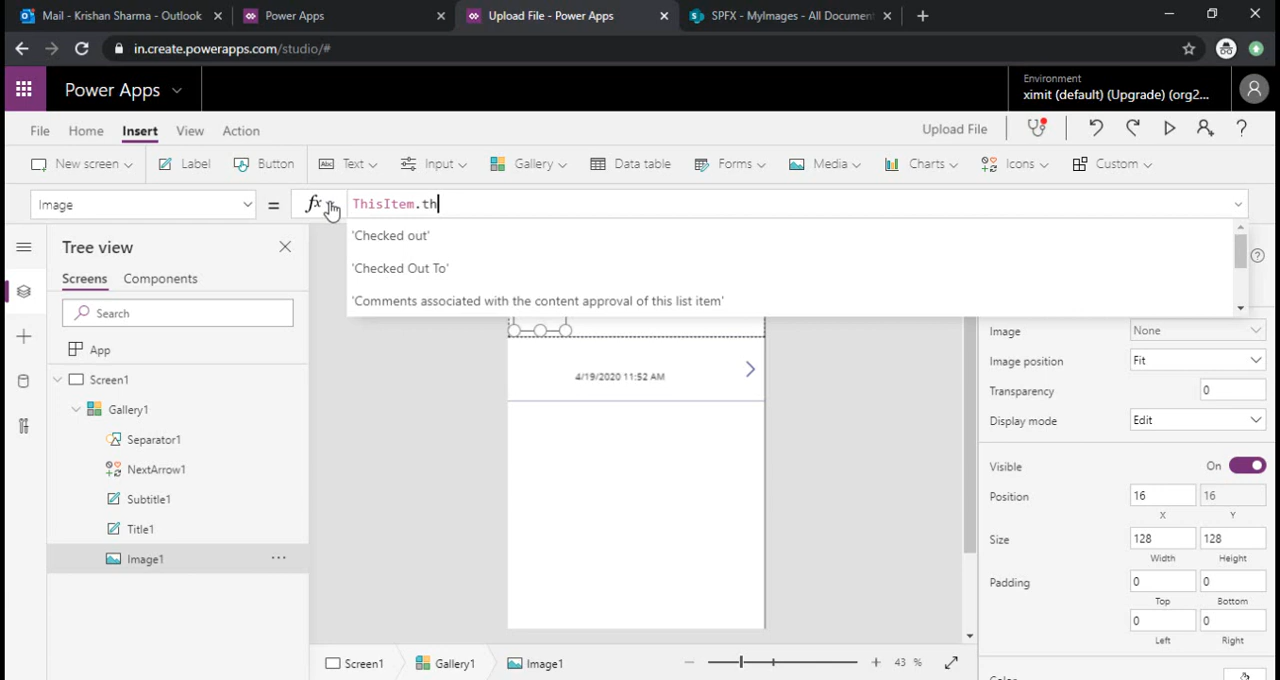 Mail - Krishan Sharma - Outlook
Power Apps
Upload File - Power Apps
SPFX - MyImages - All Document
in.create.powerapps.com/studio/#
Power Apps
Environment
ximit (default) (Upgrade) (org2...
File Home Insert View Action
Upload File
New screen Label Button Text Input Gallery Data table Forms Media Charts Icons Custom
Image = fx ThisItem.th
'Checked out'
'Checked Out To'
'Comments associated with the content approval of this list item'
Tree view
Screens Components
Search
App
Screen1
Gallery1
Separator1
NextArrow1
Subtitle1
Title1
Image1
4/19/2020 11:52 AM
Image None
Image position Fit
Transparency 0
Display mode Edit
Visible On
Position 16 16
X Y
Size 128 128
Width Height
Padding 0 0
Top Bottom
0 0
Left Right
Screen1 Gallery1 Image1
43 %